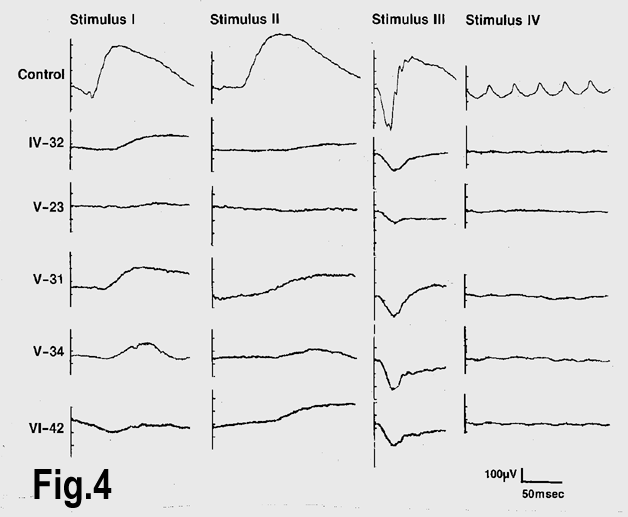 Stimulus I Stimulus II Stimulus III Stimulus IV
Control
IV-32
V-23
V-31
V-34
VI-42
100µV
50msec
Fig.4